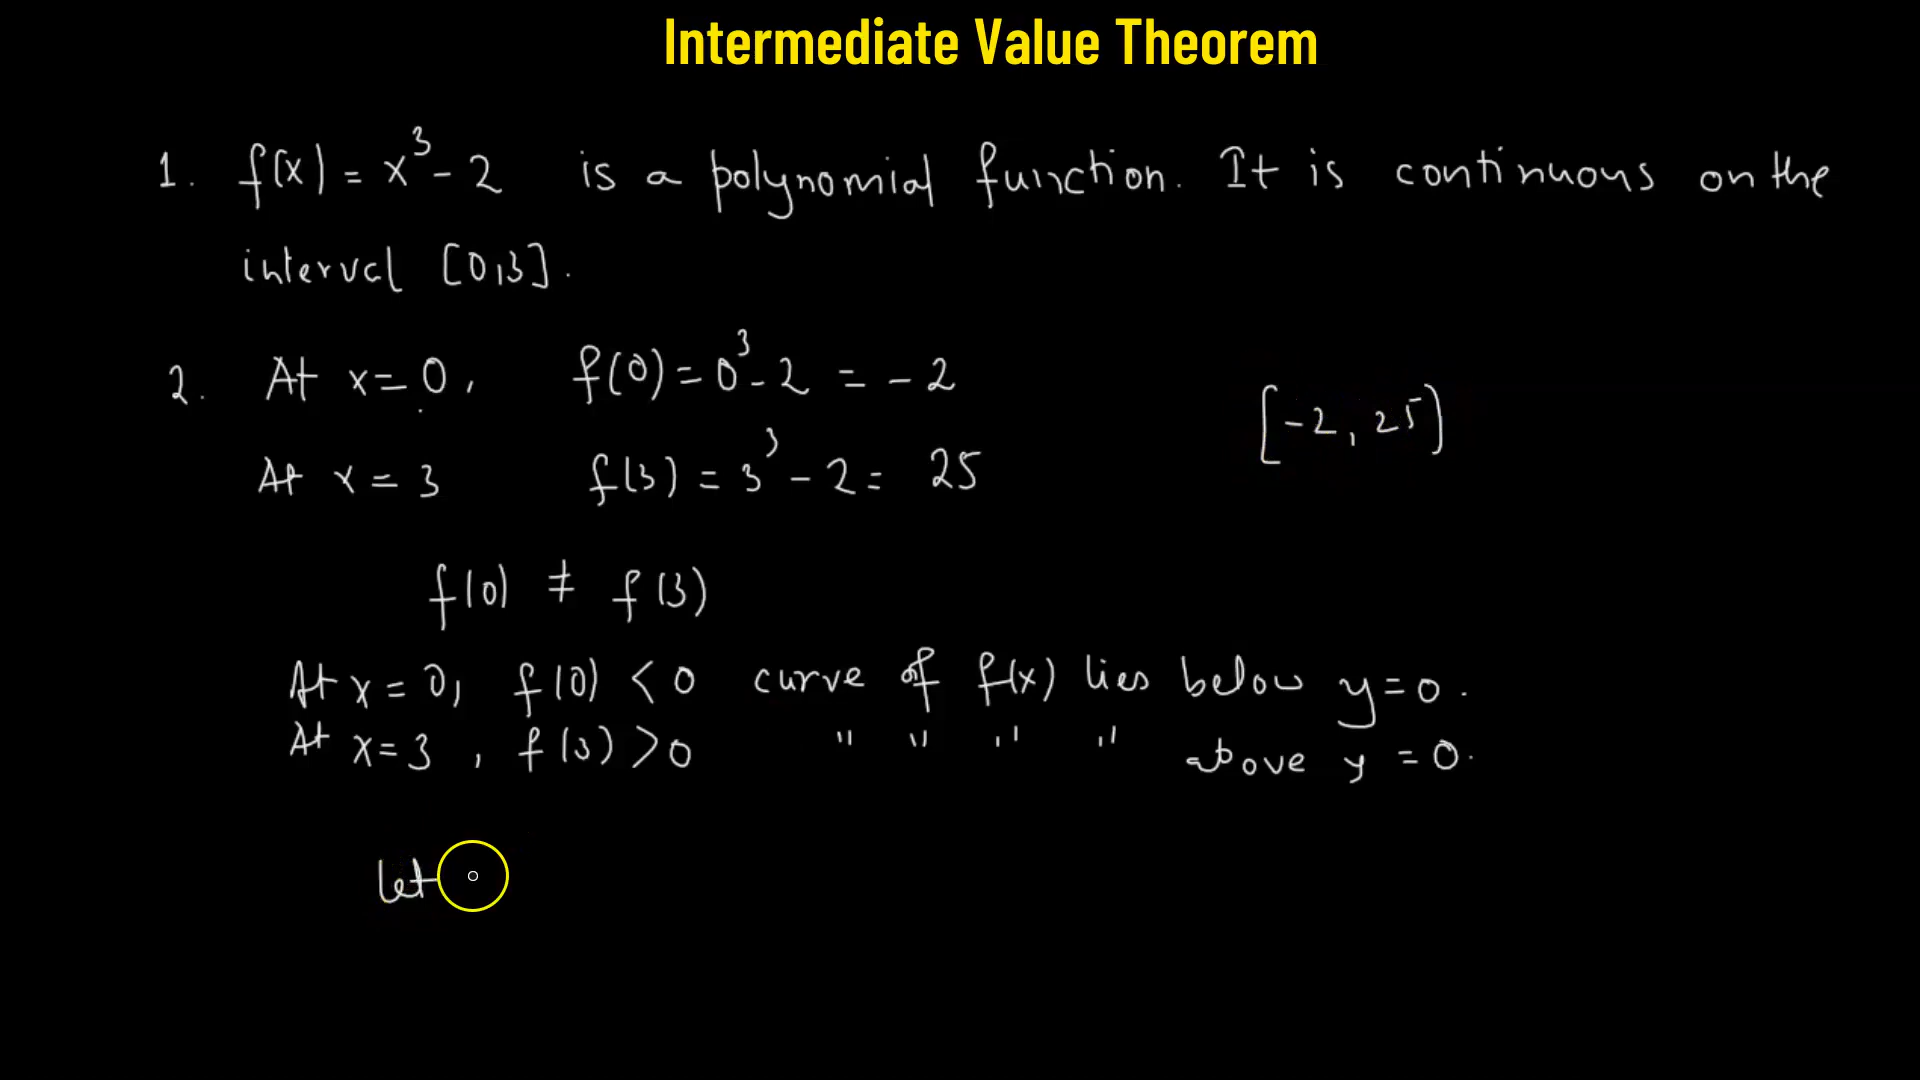 Intermediate Value Theorem
1. f(x) = x³ - 2 is a polynomial function. It is continuous on the
interval [0,3].
2. At x = 0, f(0) = 0³ - 2 = -2
[-2, 25]
At x = 3 f(3) = 3³ - 2 = 25
f(0) ≠ f(3)
At x = 0, f(0) < 0 curve of f(x) lies below y = 0.
At x = 3, f(3) > 0 " " " " above y = 0.
Let